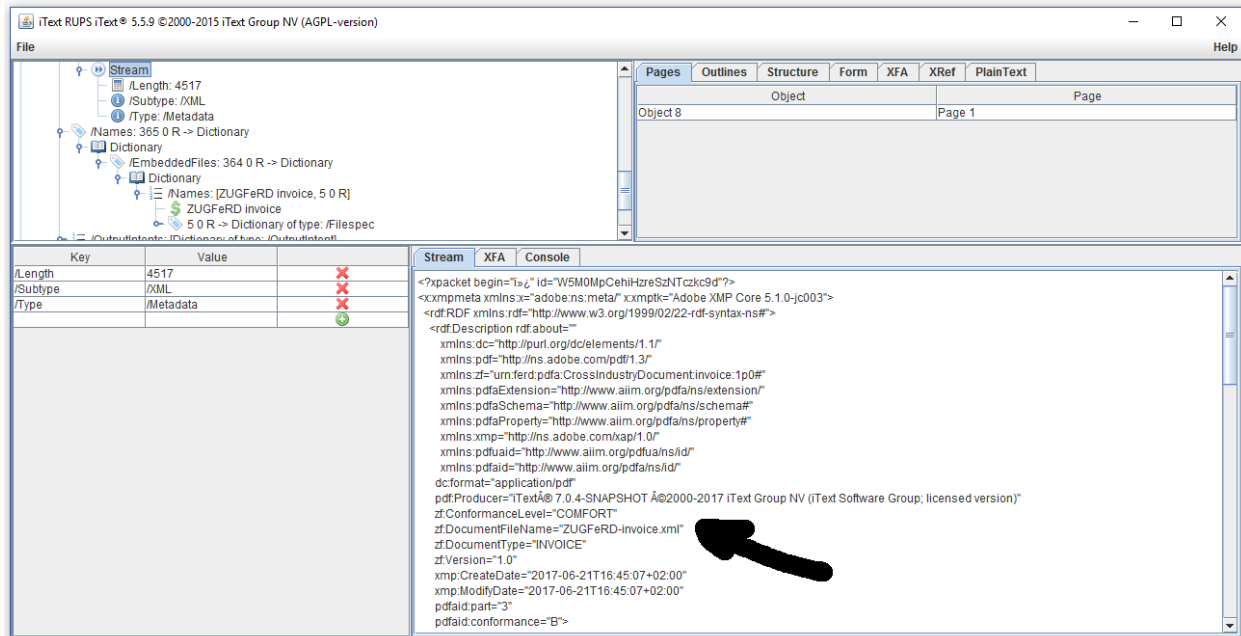 iText RUPS iText® 5.5.9 ©2000-2015 iText Group NV (AGPL-version)
File Help
Stream
/Length: 4517
/Subtype: /XML
/Type: /Metadata
/Names: 365 0 R -> Dictionary
Dictionary
/EmbeddedFiles: 364 0 R -> Dictionary
Dictionary
/Names: [ZUGFeRD invoice, 5 0 R]
ZUGFeRD invoice
5 0 R -> Dictionary of type: /Filespec
/OutputIntents: [Dictionary of type: /OutputIntent]
Pages Outlines Structure Form XFA XRef PlainText
Object Page
Object 8 Page 1
Key Value
/Length 4517
/Subtype /XML
/Type /Metadata
Stream XFA Console
<?xpacket begin="ï»¿" id="W5M0MpCehiHzreSzNTczkc9d"?>
<x:xmpmeta xmlns:x="adobe:ns:meta/" x:xmptk="Adobe XMP Core 5.1.0-jc003">
<rdf:RDF xmlns:rdf="http://www.w3.org/1999/02/22-rdf-syntax-ns#">
<rdf:Description rdf:about=""
xmlns:dc="http://purl.org/dc/elements/1.1/"
xmlns:pdf="http://ns.adobe.com/pdf/1.3/"
xmlns:zf="urn:ferd:pdfa:CrossIndustryDocument:invoice:1p0#"
xmlns:pdfaExtension="http://www.aiim.org/pdfa/ns/extension/"
xmlns:pdfaSchema="http://www.aiim.org/pdfa/ns/schema#"
xmlns:pdfaProperty="http://www.aiim.org/pdfa/ns/property#"
xmlns:xmp="http://ns.adobe.com/xap/1.0/"
xmlns:pdfuaid="http://www.aiim.org/pdfua/ns/id/"
xmlns:pdfaid="http://www.aiim.org/pdfa/ns/id/"
dc:format="application/pdf"
pdf:Producer="iTextÂ® 7.0.4-SNAPSHOT Â©2000-2017 iText Group NV (iText Software Group; licensed version)"
zf:ConformanceLevel="COMFORT"
zf:DocumentFileName="ZUGFeRD-invoice.xml"
zf:DocumentType="INVOICE"
zf:Version="1.0"
xmp:CreateDate="2017-06-21T16:45:07+02:00"
xmp:ModifyDate="2017-06-21T16:45:07+02:00"
pdfaid:part="3"
pdfaid:conformance="B">